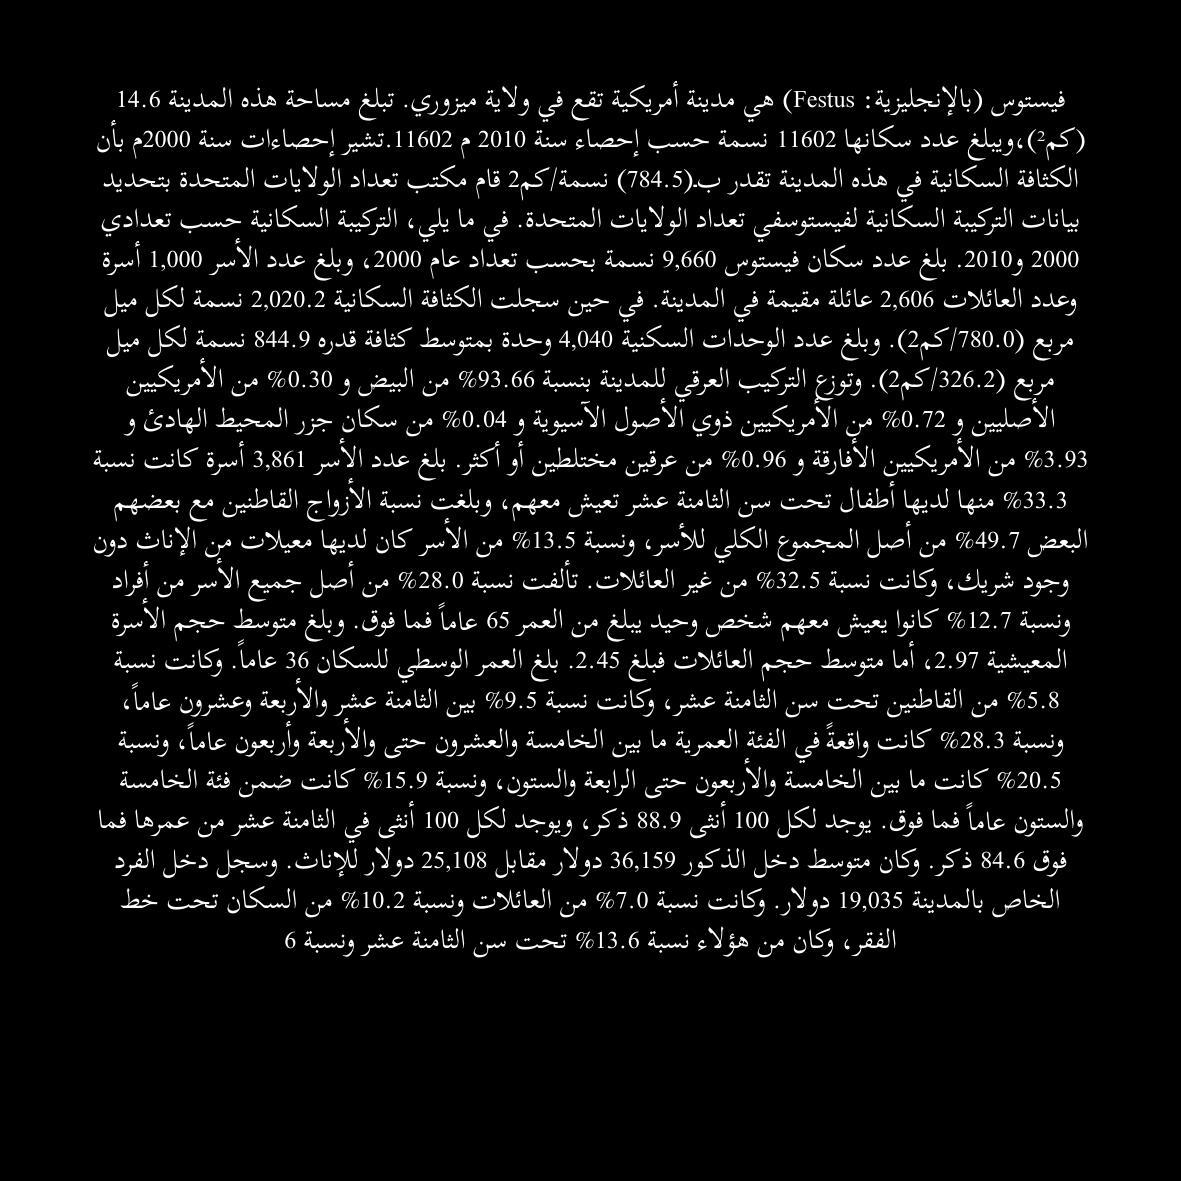 فيستوس (بالإنجليزية: Festus) هي مدينة أمريكية تقع في ولاية ميزوري. تبلغ مساحة هذه المدينة 14.6
(كم²)،ويبلغ عدد سكانها 11602 نسمة حسب إحصاء سنة 2010 م 11602.تشير إحصاءات سنة 2000م بأن
الكثافة السكانية في هذه المدينة تقدر ب‍(784.5) نسمة/كم2 قام مكتب تعداد الولايات المتحدة بتحديد
بيانات التركيبة السكانية لفيستوسفي تعداد الولايات المتحدة. في ما يلي، التركيبة السكانية حسب تعدادي
2000 و2010. بلغ عدد سكان فيستوس 9,660 نسمة بحسب تعداد عام 2000، وبلغ عدد الأسر 1,000 أسرة
وعدد العائلات 2,606 عائلة مقيمة في المدينة. في حين سجلت الكثافة السكانية 2,020.2 نسمة لكل ميل
مربع (780.0/كم2). وبلغ عدد الوحدات السكنية 4,040 وحدة بمتوسط كثافة قدره 844.9 نسمة لكل ميل
مربع (326.2/كم2). وتوزع التركيب العرقي للمدينة بنسبة 93.66% من البيض و 0.30% من الأمريكيين
الأصليين و 0.72% من الأمريكيين ذوي الأصول الآسيوية و 0.04% من سكان جزر المحيط الهادئ و
3.93% من الأمريكيين الأفارقة و 0.96% من عرقين مختلطين أو أكثر. بلغ عدد الأسر 3,861 أسرة كانت نسبة
33.3% منها لديها أطفال تحت سن الثامنة عشر تعيش معهم، وبلغت نسبة الأزواج القاطنين مع بعضهم
البعض 49.7% من أصل المجموع الكلي للأسر، ونسبة 13.5% من الأسر كان لديها معيلات من الإناث دون
وجود شريك، وكانت نسبة 32.5% من غير العائلات. تألفت نسبة 28.0% من أصل جميع الأسر من أفراد
ونسبة 12.7% كانوا يعيش معهم شخص وحيد يبلغ من العمر 65 عاماً فما فوق. وبلغ متوسط حجم الأسرة
المعيشية 2.97، أما متوسط حجم العائلات فبلغ 2.45. بلغ العمر الوسطي للسكان 36 عاماً. وكانت نسبة
5.8% من القاطنين تحت سن الثامنة عشر، وكانت نسبة 9.5% بين الثامنة عشر والأربعة وعشرون عاماً،
ونسبة 28.3% كانت واقعةً في الفئة العمرية ما بين الخامسة والعشرون حتى والأربعة وأربعون عاماً، ونسبة
20.5% كانت ما بين الخامسة والأربعون حتى الرابعة والستون، ونسبة 15.9% كانت ضمن فئة الخامسة
والستون عاماً فما فوق. يوجد لكل 100 أنثى 88.9 ذكر، ويوجد لكل 100 أنثى في الثامنة عشر من عمرها فما
فوق 84.6 ذكر. وكان متوسط دخل الذكور 36,159 دولار مقابل 25,108 دولار للإناث. وسجل دخل الفرد
الخاص بالمدينة 19,035 دولار. وكانت نسبة 7.0% من العائلات ونسبة 10.2% من السكان تحت خط
الفقر، وكان من هؤلاء نسبة 13.6% تحت سن الثامنة عشر ونسبة 6